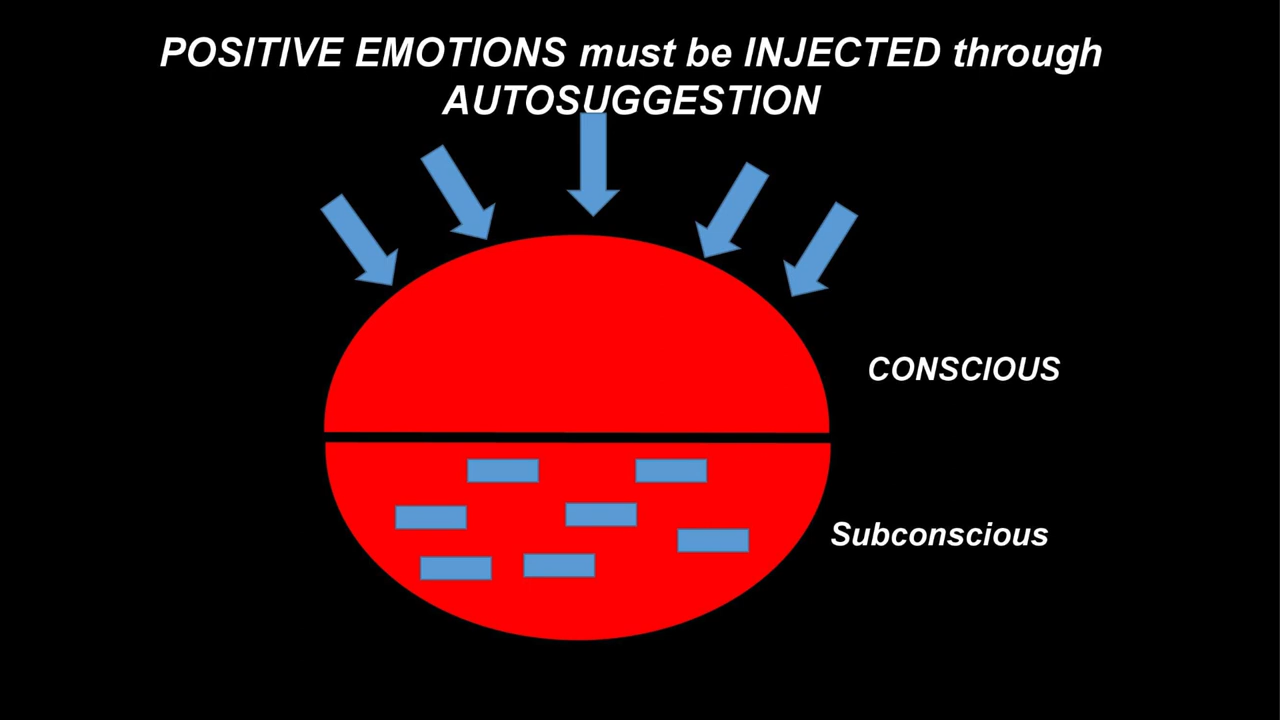 POSITIVE EMOTIONS must be INJECTED through
AUTOSUGGESTION
CONSCIOUS
Subconscious